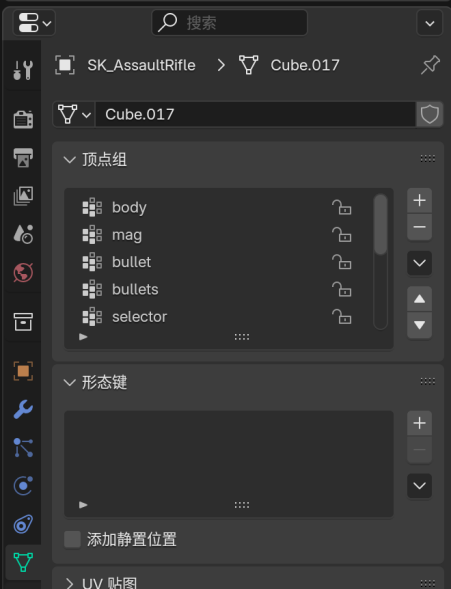 搜索
SK_AssaultRifle > Cube.017
Cube.017
顶点组
body
mag
bullet
bullets
selector
形态键
添加静置位置
UV 贴图